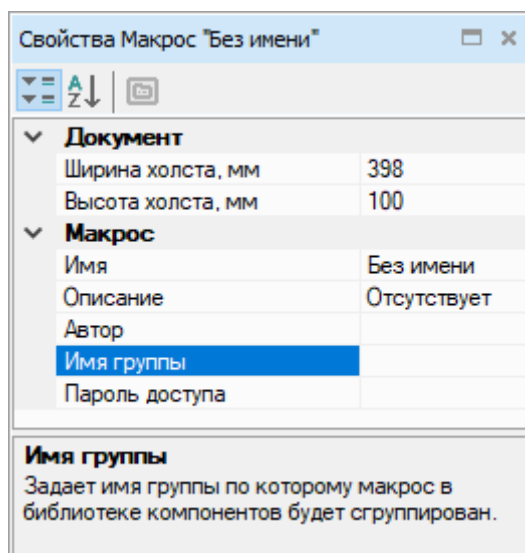 Свойства Макрос "Без имени"
A
Z
Документ
Ширина холста, мм 398
Высота холста, мм 100
Макрос
Имя Без имени
Описание Отсутствует
Автор
Имя группы
Пароль доступа
Имя группы
Задает имя группы по которому макрос в
библиотеке компонентов будет сгруппирован.